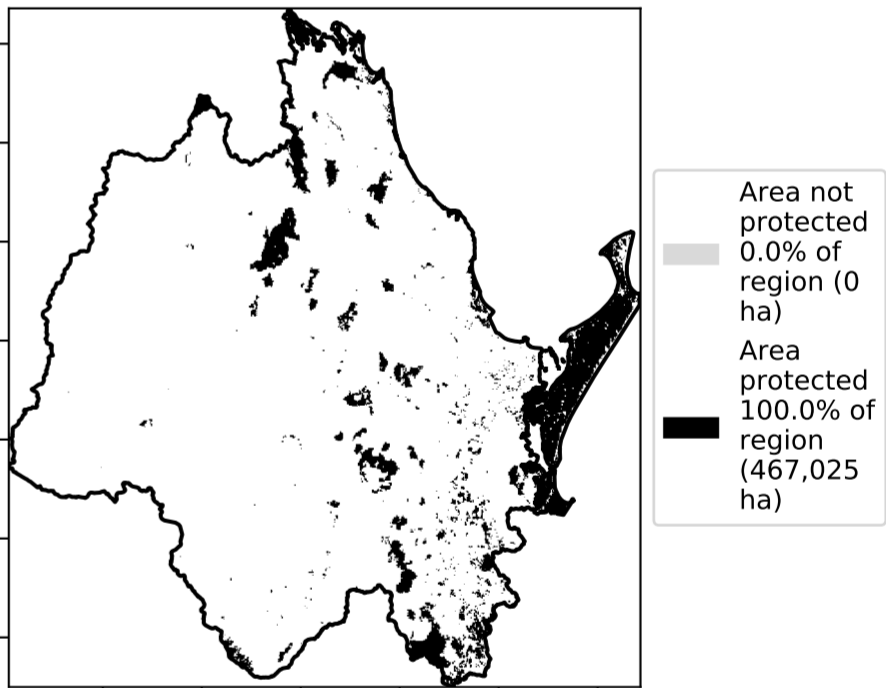 Area not
protected
0.0% of
region (0
ha)
Area
protected
100.0% of
region
(467,025
ha)